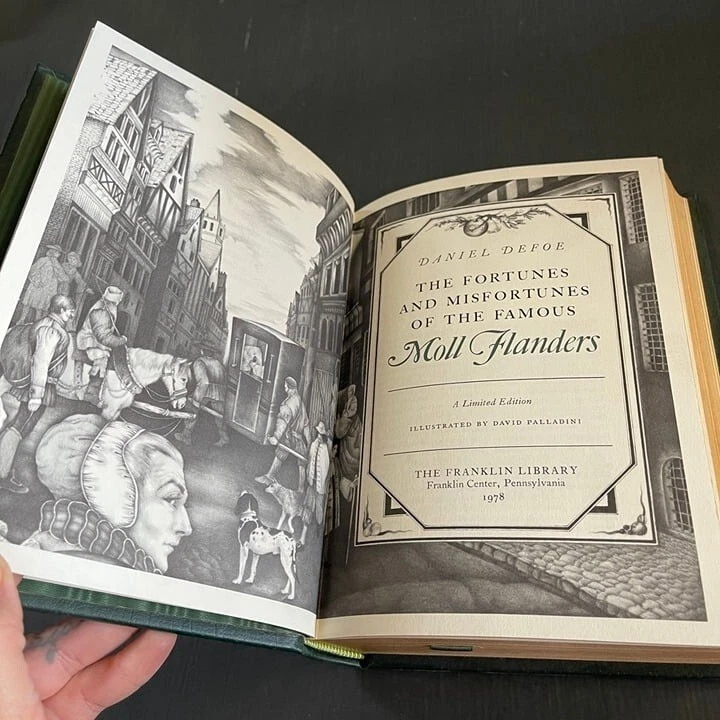 DANIEL DEFOE
THE FORTUNES
AND MISFORTUNES
OF THE FAMOUS
Moll Flanders
A Limited Edition
ILLUSTRATED BY DAVID PALLADINI
THE FRANKLIN LIBRARY
Franklin Center, Pennsylvania
1978